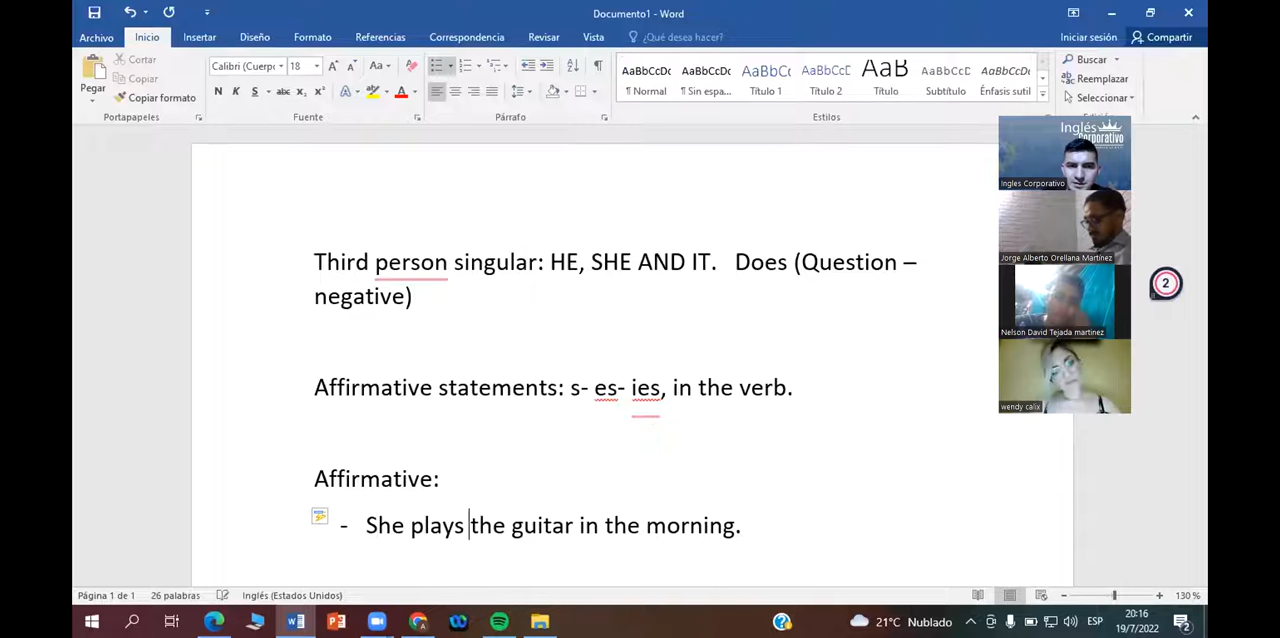 Documento1 - Word
Archivo Inicio Insertar Diseño Formato Referencias Correspondencia Revisar Vista ¿Qué desea hacer? Iniciar sesión Compartir
Pegar
Cortar
Copiar
Copiar formato
Portapapeles
Calibri (Cuerpo 18
Fuente
Párrafo
AaBbCcDc AaBbCcDc AaBbCc AaBbCcD AaB AaBbCcD AaBbCcDc
¶ Normal ¶ Sin espa... Título 1 Título 2 Título Subtítulo Énfasis sutil
Estilos
Buscar
Reemplazar
Seleccionar
Inglés
Corporativo
Ingles Corporativo
Jorge Alberto Orellana Martinez
Nelson David Tejada martinez
wendy calix
2
Third person singular: HE, SHE AND IT. Does (Question –
negative)
Affirmative statements: s- es- ies, in the verb.
Affirmative:
- She plays the guitar in the morning.
Página 1 de 1 26 palabras Inglés (Estados Unidos) 130 %
21°C Nublado ESP 20:16
19/7/2022 2